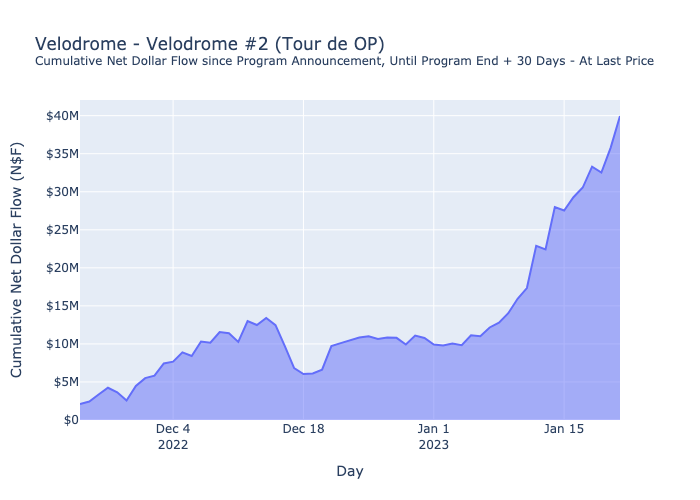 Velodrome - Velodrome #2 (Tour de OP)
Cumulative Net Dollar Flow since Program Announcement, Until Program End + 30 Days - At Last Price
Cumulative Net Dollar Flow (N$F)
$40M
$35M
$30M
$25M
$20M
$15M
$10M
$5M
$0
Dec 4
2022
Dec 18
Jan 1
2023
Jan 15
Day